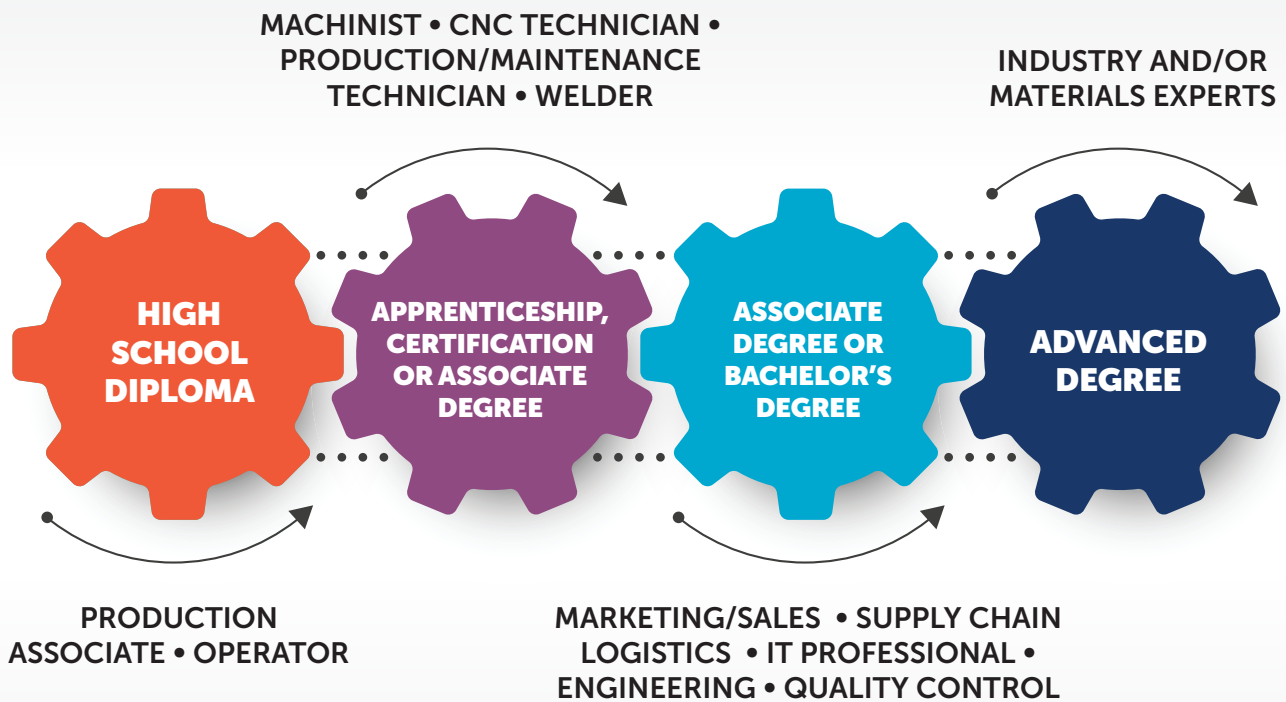 MACHINIST • CNC TECHNICIAN •
PRODUCTION/MAINTENANCE
TECHNICIAN • WELDER
INDUSTRY AND/OR
MATERIALS EXPERTS
HIGH
SCHOOL
DIPLOMA
APPRENTICESHIP,
CERTIFICATION
OR ASSOCIATE
DEGREE
ASSOCIATE
DEGREE OR
BACHELOR’S
DEGREE
ADVANCED
DEGREE
PRODUCTION
ASSOCIATE • OPERATOR
MARKETING/SALES • SUPPLY CHAIN
LOGISTICS • IT PROFESSIONAL •
ENGINEERING • QUALITY CONTROL